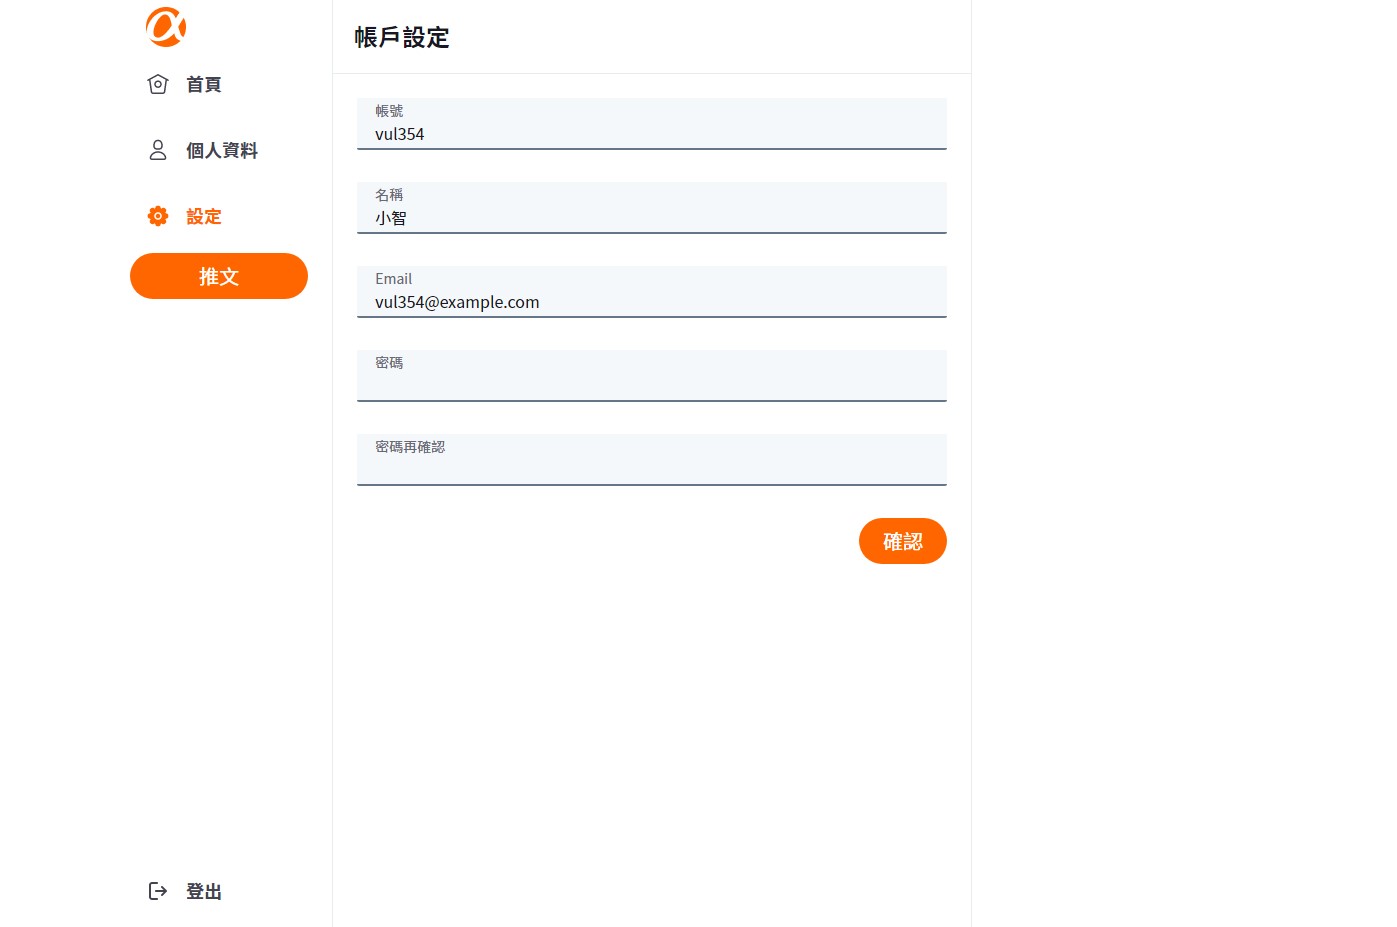 首頁
個人資料
設定
推文
登出
帳戶設定
帳號
vul354
名稱
小智
Email
vul354@example.com
密碼
密碼再確認
確認